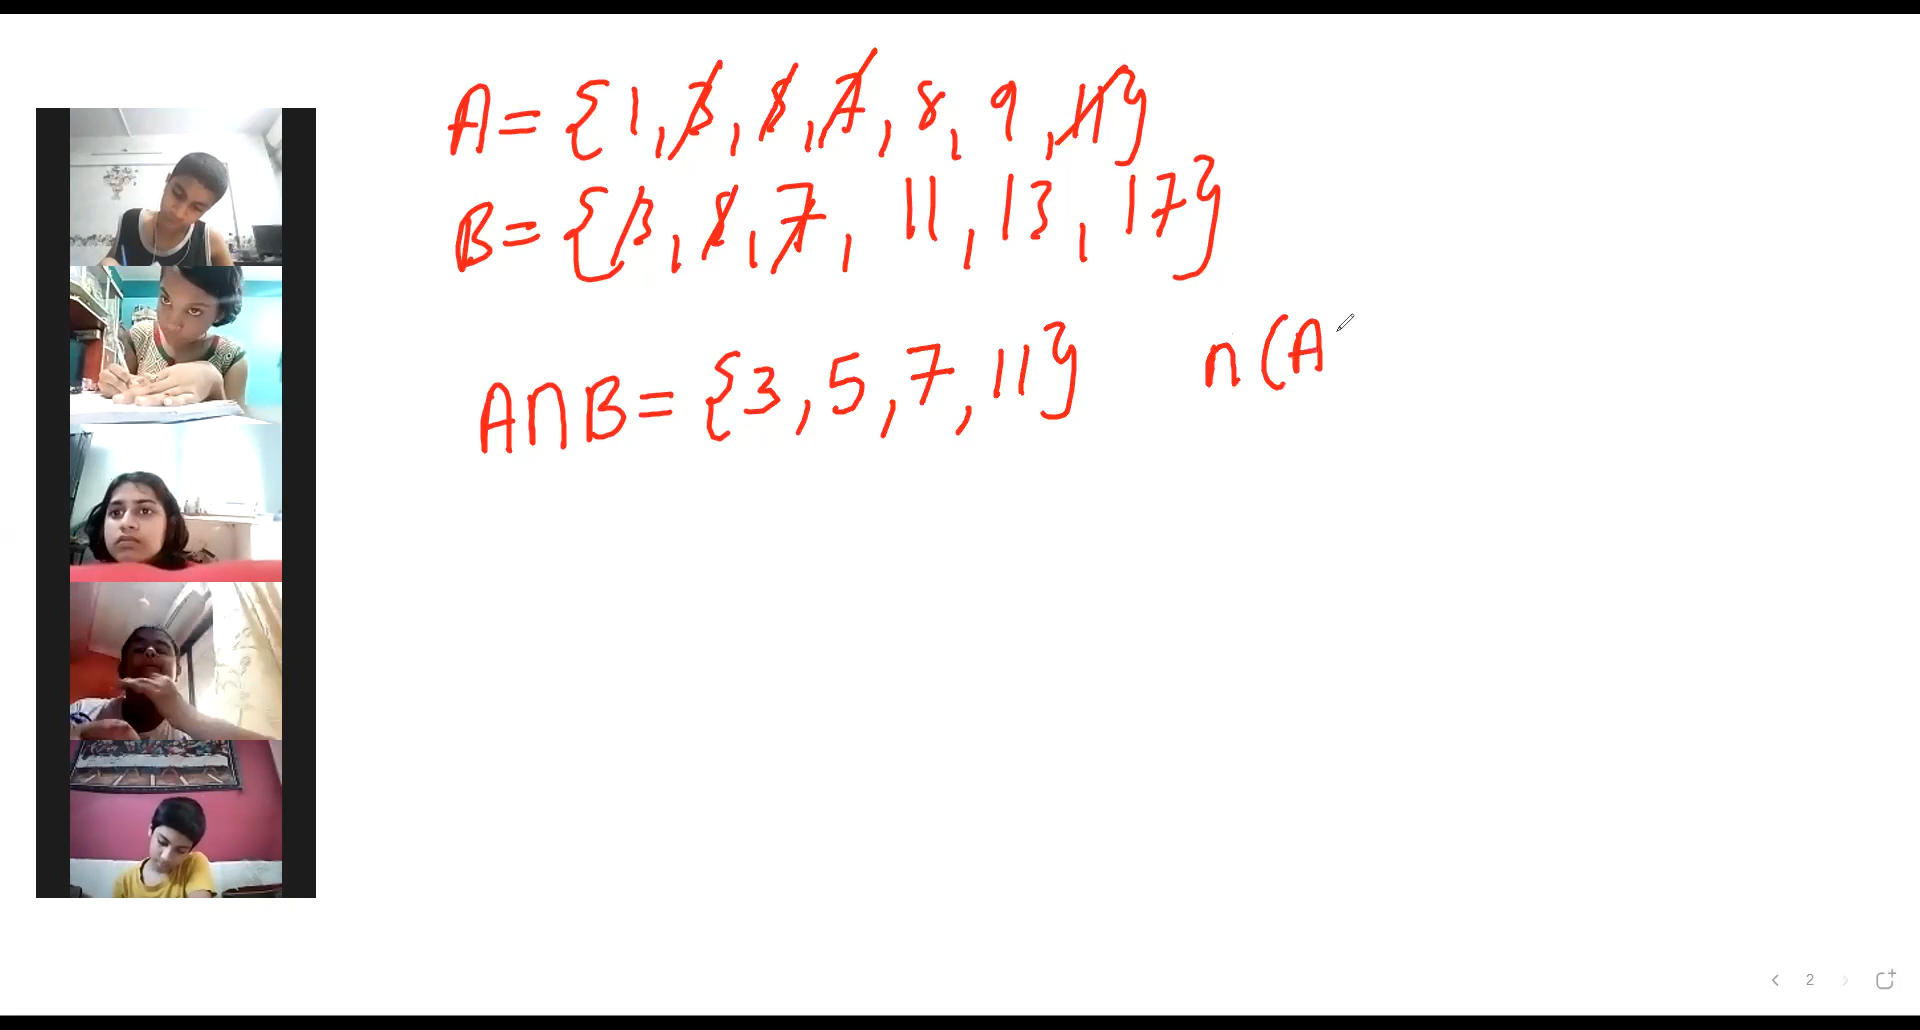 A = {1, 3, 5, 7, 8, 9, 11}
B = {3, 5, 7, 11, 13, 17}
A∩B = {3, 5, 7, 11}
n(A
2